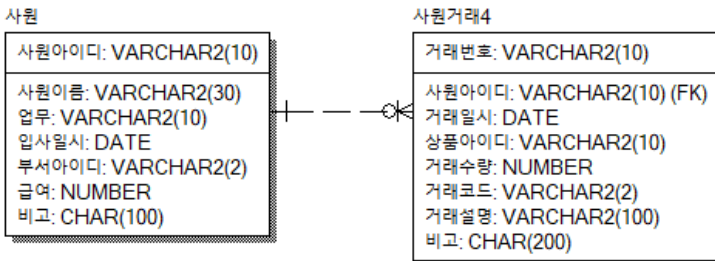 사원
사원아이디: VARCHAR2(10)
사원이름: VARCHAR2(30)
업무: VARCHAR2(10)
입사일시: DATE
부서아이디: VARCHAR2(2)
급여: NUMBER
비고: CHAR(100)
사원거래4
거래번호: VARCHAR2(10)
사원아이디: VARCHAR2(10) (FK)
거래일시: DATE
상품아이디: VARCHAR2(10)
거래수량: NUMBER
거래코드: VARCHAR2(2)
거래설명: VARCHAR2(100)
비고: CHAR(200)